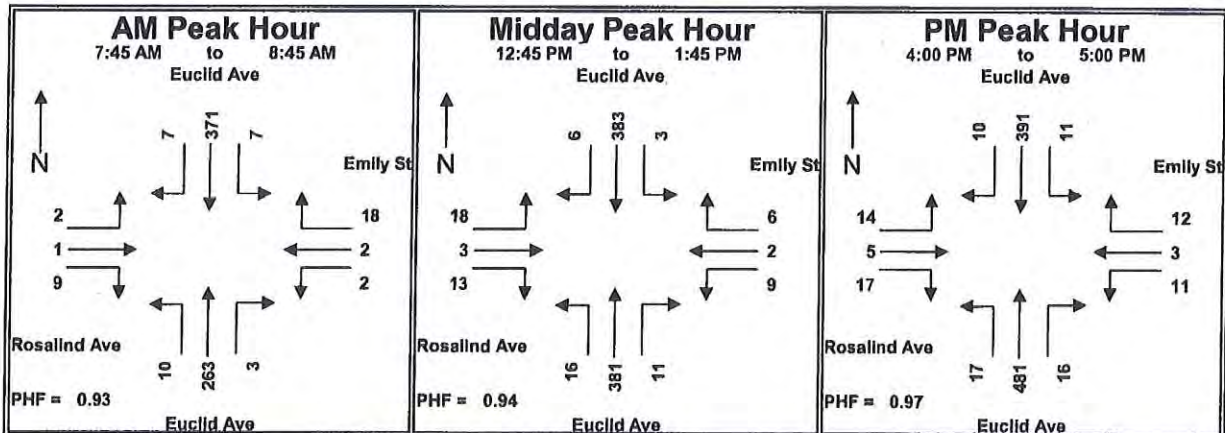 AM Peak Hour
7:45 AM to 8:45 AM
Euclid Ave
N
7 371 7
Emily St
2 18
1 2
9 2
Rosalind Ave
10 263 3
PHF = 0.93
Euclid Ave
Midday Peak Hour
12:45 PM to 1:45 PM
Euclid Ave
N
6 383 3
Emily St
18 6
3 2
13 9
Rosalind Ave
16 381 11
PHF = 0.94
Euclid Ave
PM Peak Hour
4:00 PM to 5:00 PM
Euclid Ave
N
10 391 11
Emily St
14 12
5 3
17 11
Rosalind Ave
17 481 16
PHF = 0.97
Euclid Ave